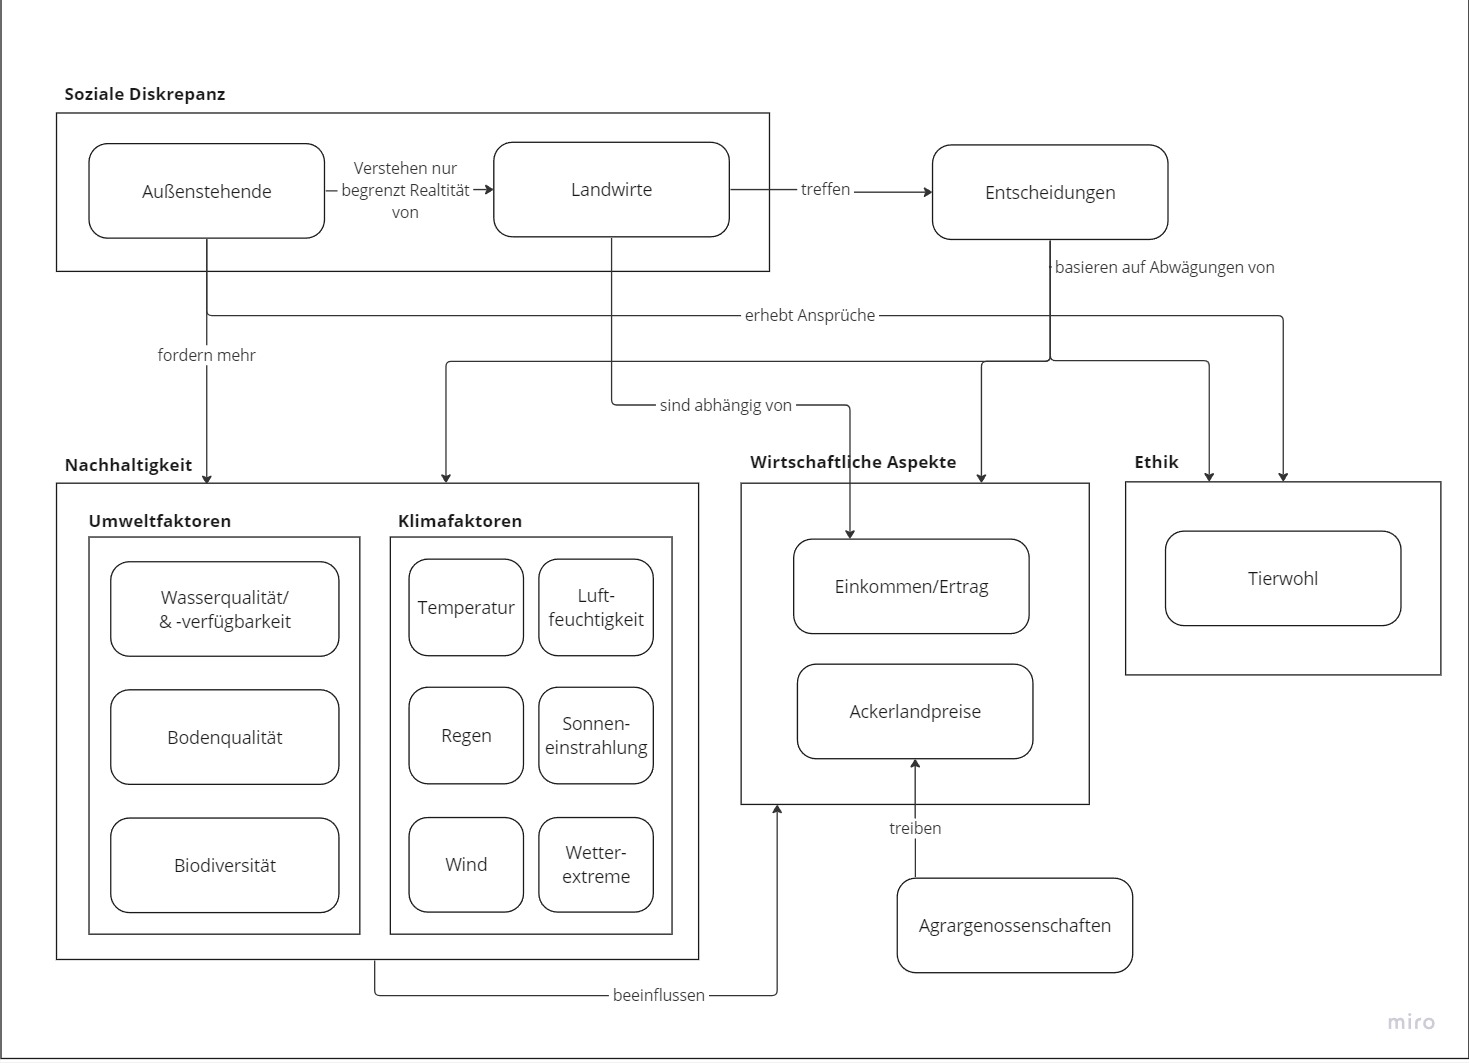 Soziale Diskrepanz
Außenstehende
Verstehen nur
begrenzt Realtität
von
Landwirte
treffen
Entscheidungen
basieren auf Abwägungen von
erhebt Ansprüche
fordern mehr
sind abhängig von
Nachhaltigkeit
Umweltfaktoren
Wasserqualität/
& -verfügbarkeit
Bodenqualität
Biodiversität
Klimafaktoren
Temperatur
Luft-
feuchtigkeit
Regen
Sonnen-
einstrahlung
Wind
Wetter-
extreme
Wirtschaftliche Aspekte
Einkommen/Ertrag
Ackerlandpreise
Ethik
Tierwohl
treiben
Agrargenossenschaften
beeinflussen
miro